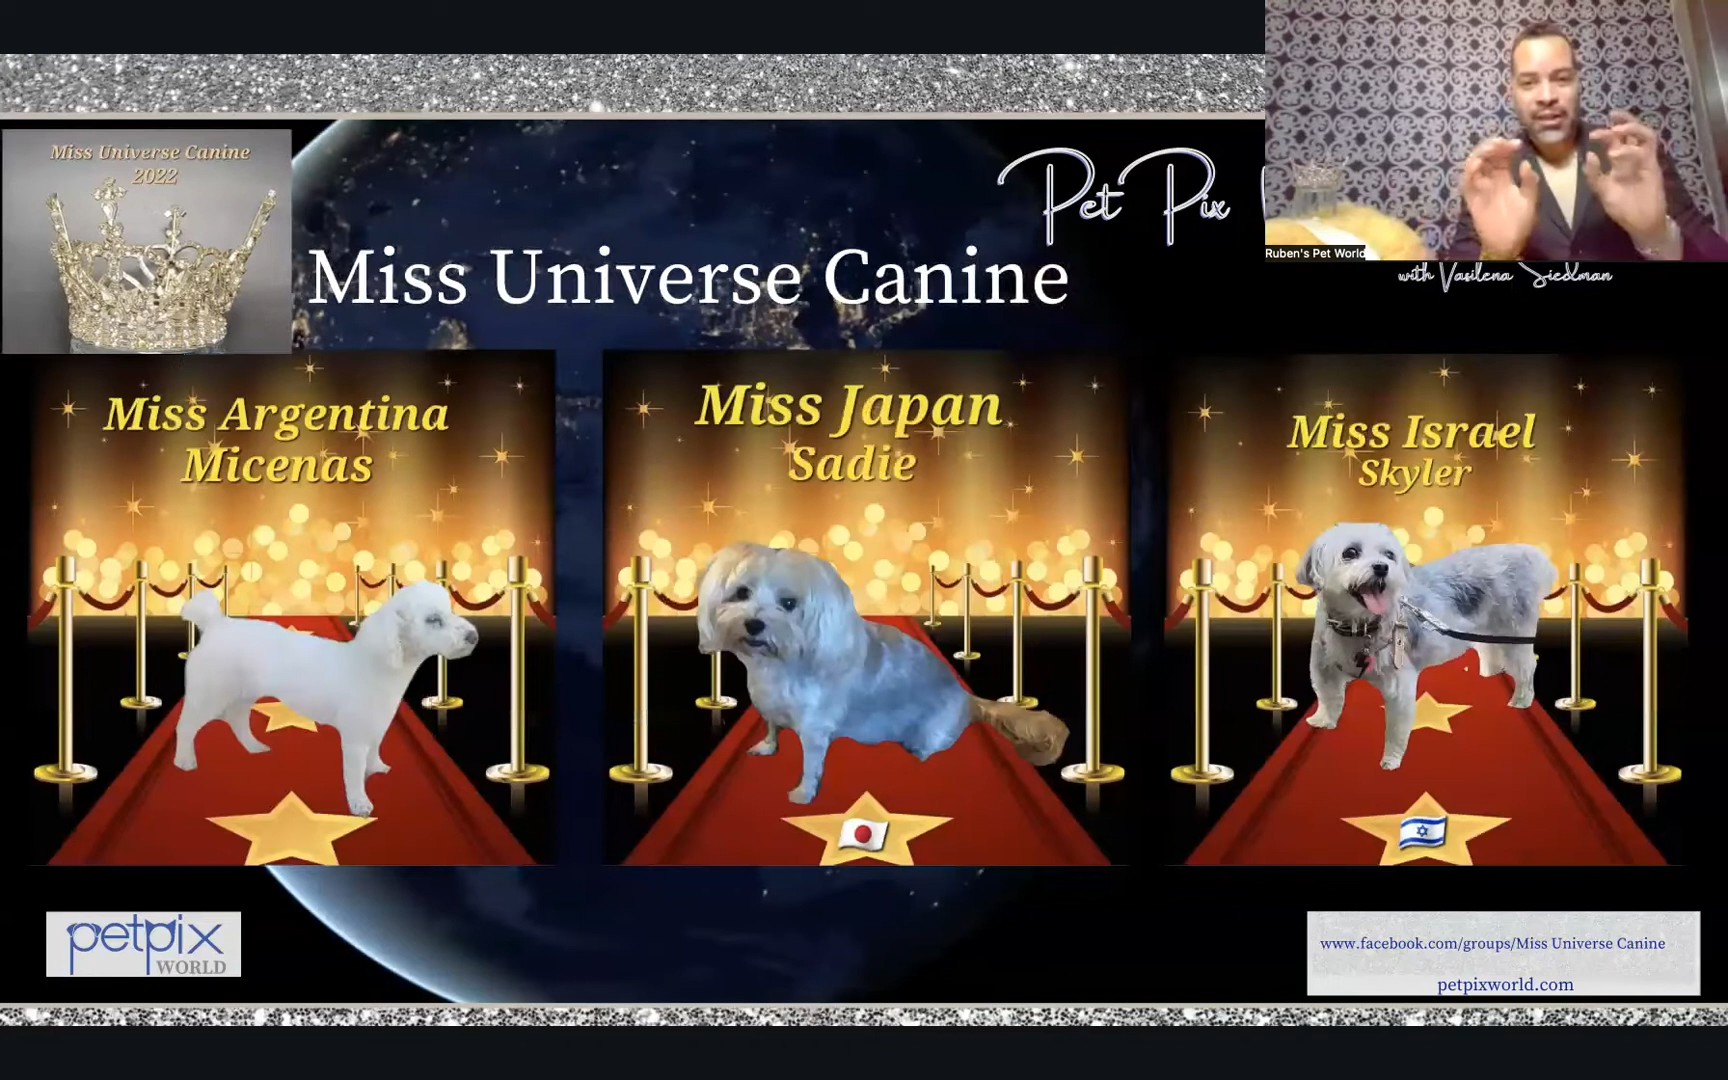 Miss Universe Canine
2022
Pet Pix
Ruben's Pet World
with Vasilena Siedlman
Miss Universe Canine
Miss Argentina
Micenas
Miss Japan
Sadie
Miss Israel
Skyler
petpix
WORLD
www.facebook.com/groups/Miss Universe Canine
petpixworld.com